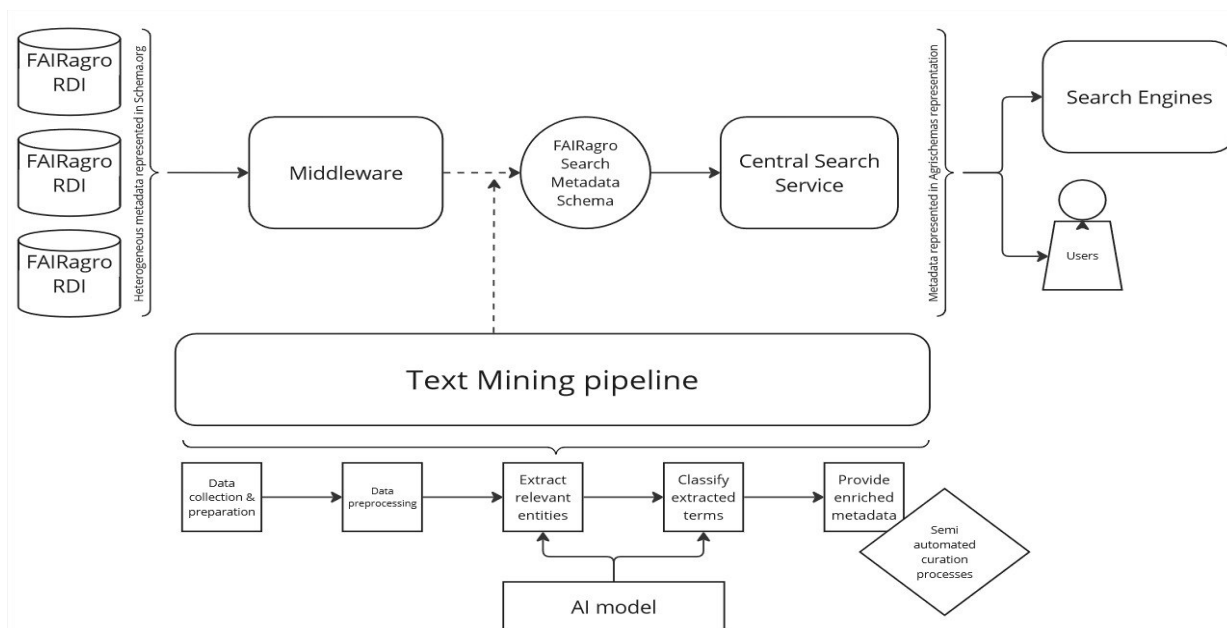 FAIRagro
RDI
FAIRagro
RDI
FAIRagro
RDI
Heterogeneous metadata represented in Schema.org
Middleware
FAIRagro
Search
Metadata
Schema
Central Search
Service
Metadata represented in Agrischemas representation
Search Engines
Users
Text Mining pipeline
Data
collection &
preparation
Data
preprocessing
Extract
relevant
entities
Classify
extracted
terms
Provide
enriched
metadata
Semi
automated
curation
processes
AI model